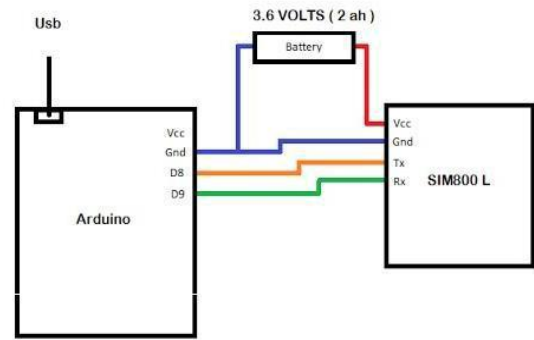 3.6 VOLTS ( 2 ah )
Usb
Battery
Vcc
Gnd
D8
D9
Arduino
Vcc
Gnd
Tx
Rx
SIM800 L